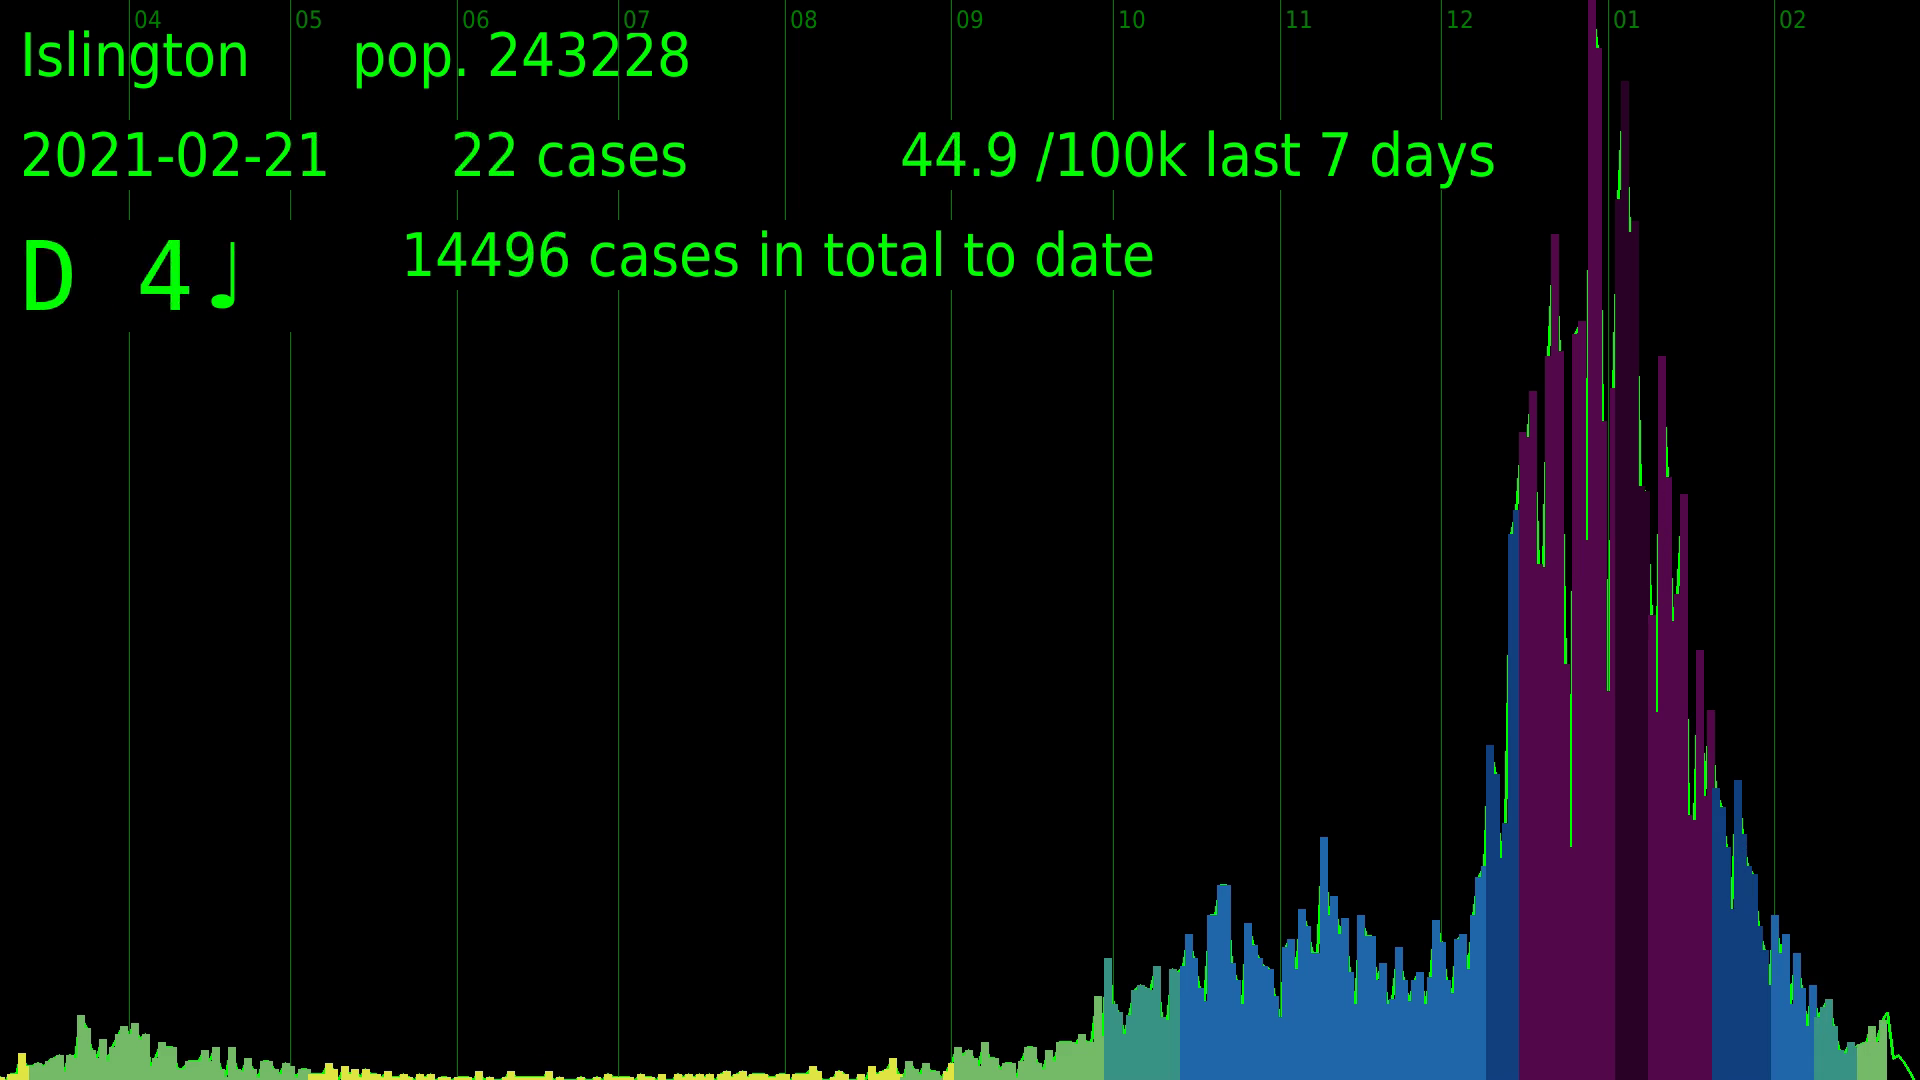 04 05 06 07 08 09 10 11 12 01 02
Islington pop. 243228
2021-02-21 22 cases 44.9 /100k last 7 days
D 4♩ 14496 cases in total to date